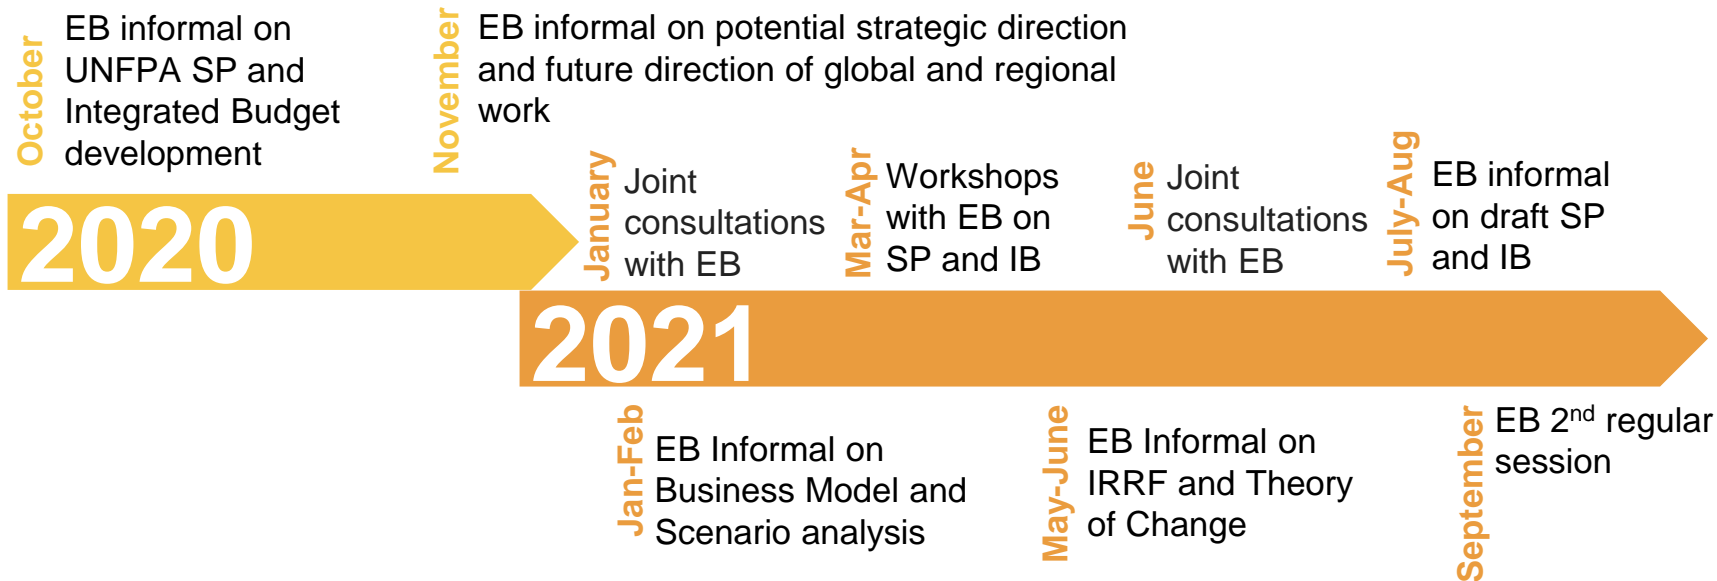 October
EB informal on
UNFPA SP and
Integrated Budget
development
November
EB informal on potential strategic direction
and future direction of global and regional
work
2020
January
Joint
consultations
with EB
Mar-Apr
Workshops
with EB on
SP and IB
June
Joint
consultations
with EB
July-Aug
EB informal
on draft SP
and IB
2021
Jan-Feb
EB Informal on
Business Model and
Scenario analysis
May-June
EB Informal on
IRRF and Theory
of Change
September
EB 2nd regular
session